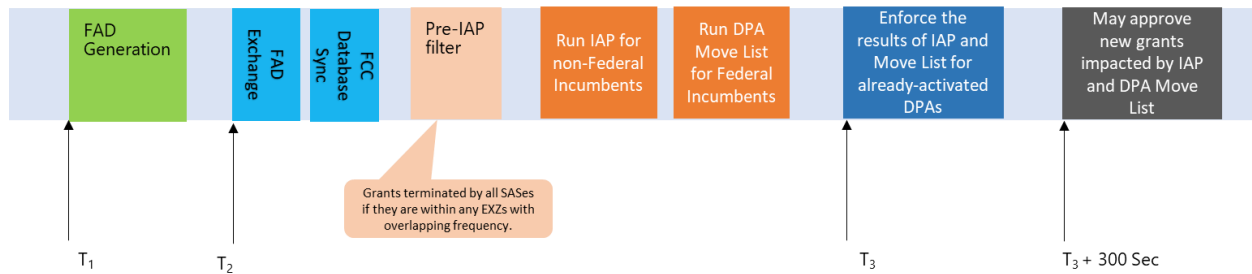 FAD
Generation
FAD
Exchange
FCC
Database
Sync
Pre-IAP
filter
Run IAP for
non-Federal
Incumbents
Run DPA
Move List
for Federal
Incumbents
Enforce the
results of IAP and
Move List for
already-activated
DPAs
May approve
new grants
impacted by IAP
and DPA Move
List
Grants terminated by all SASes
if they are within any EXZs with
overlapping frequency.
T₁
T₂
T₃
T₃ + 300 Sec